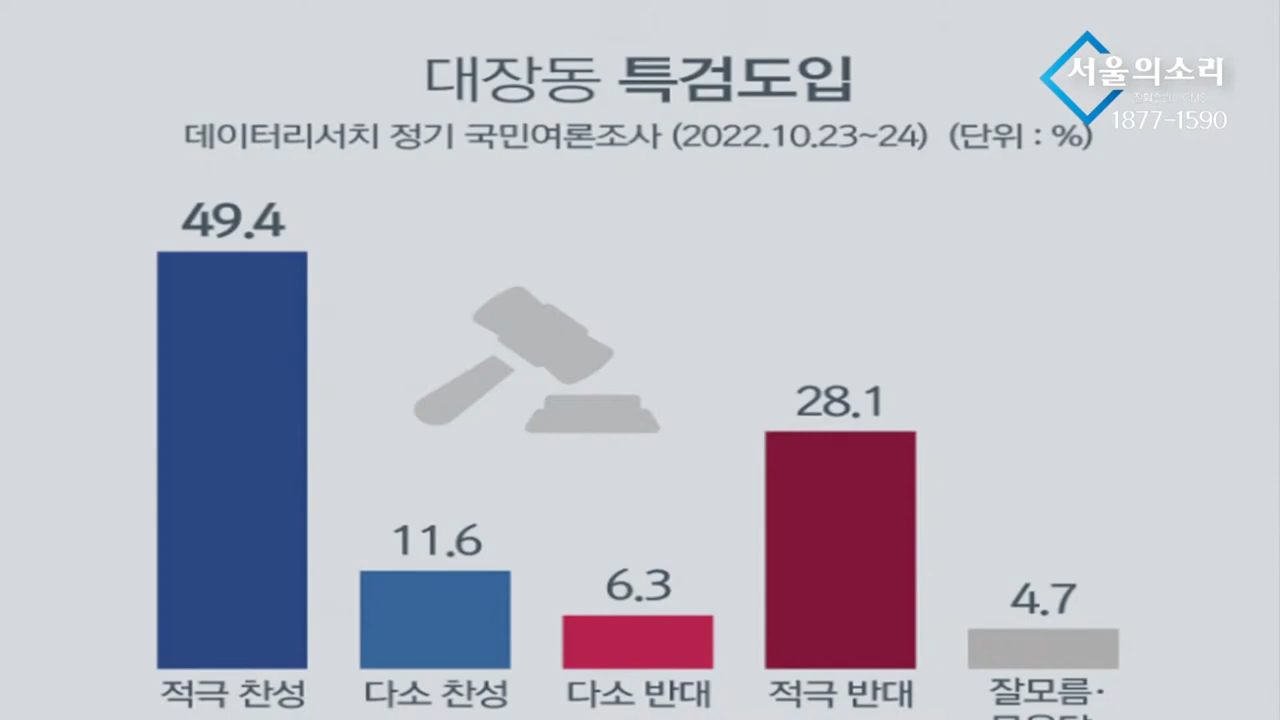 대장동 특검도입
서울의소리
1877-1590
데이터리서치 정기 국민여론조사 (2022.10.23~24) (단위 : %)
49.4
28.1
11.6
6.3
4.7
적극 찬성
다소 찬성
다소 반대
적극 반대
잘모름·